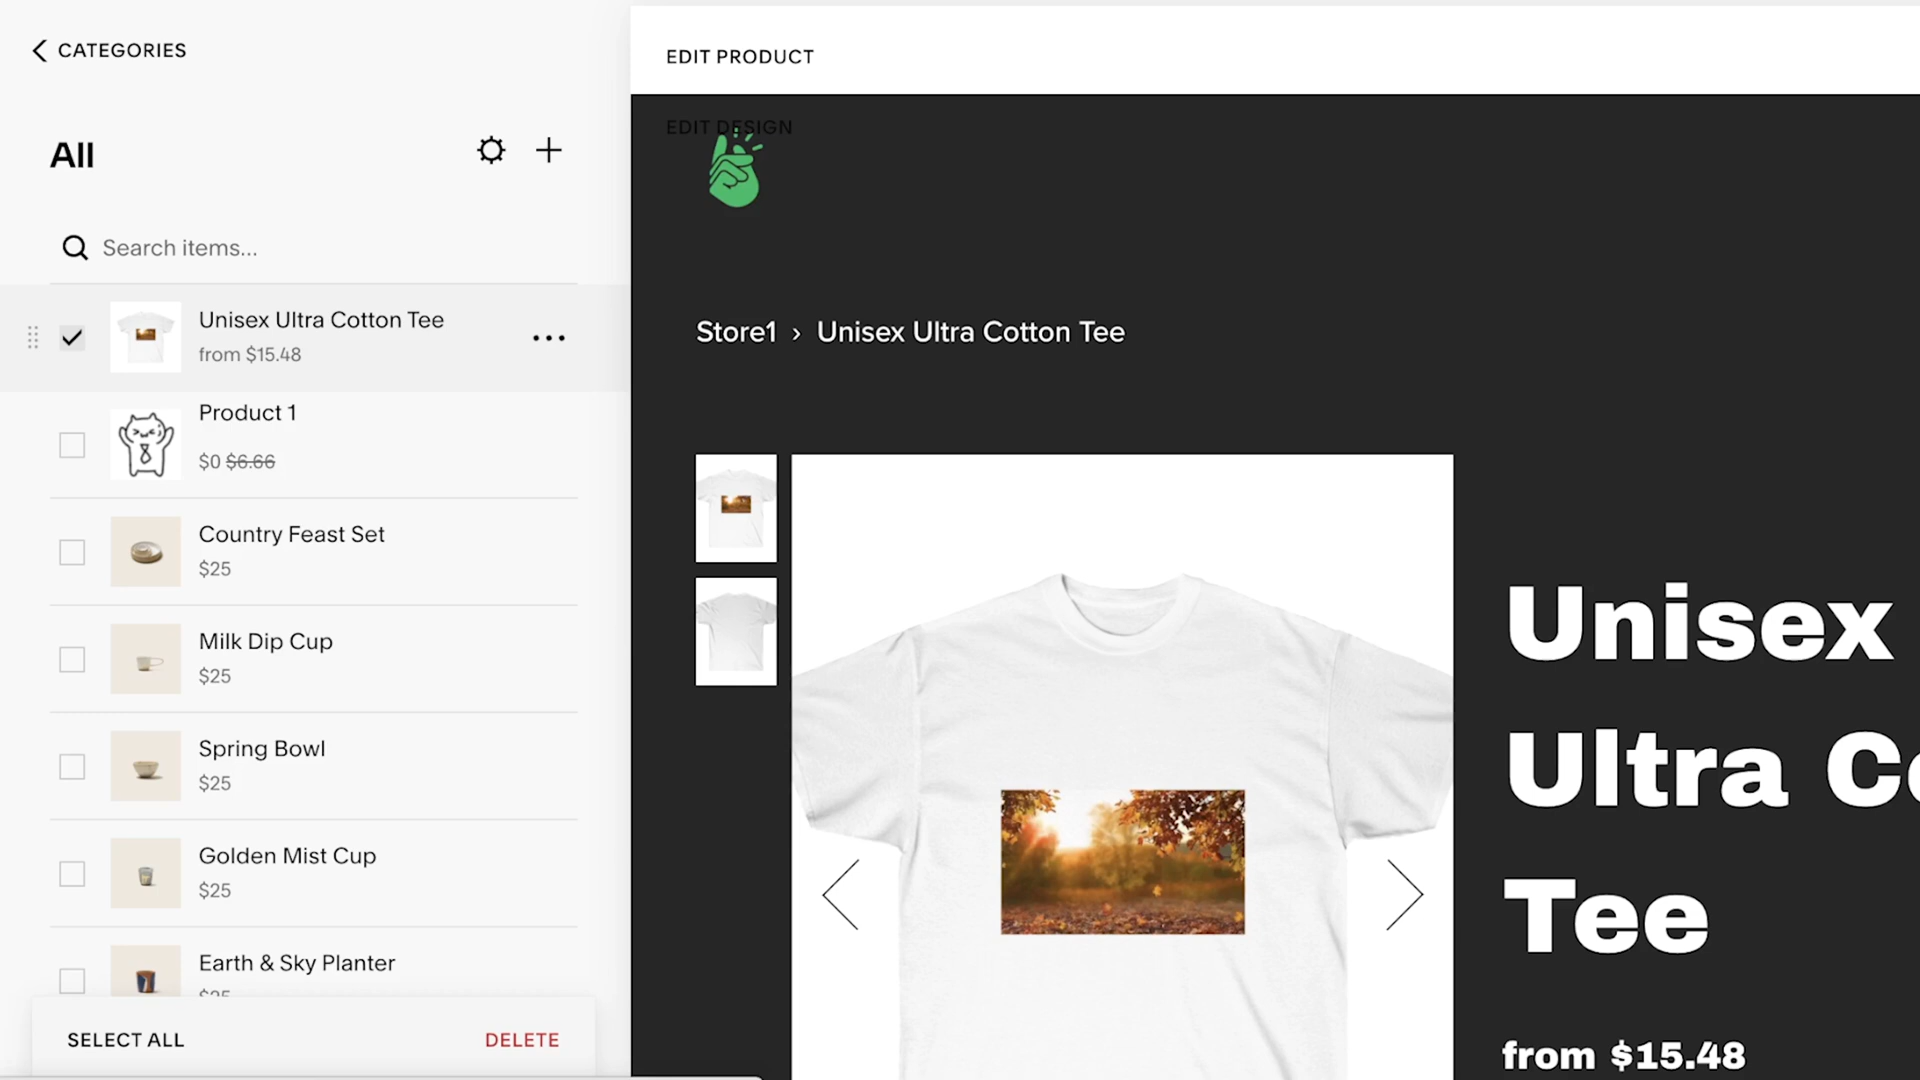 CATEGORIES
All
Search items...
Unisex Ultra Cotton Tee
from $15.48
Product 1
$0 $6.66
Country Feast Set
$25
Milk Dip Cup
$25
Spring Bowl
$25
Golden Mist Cup
$25
Earth & Sky Planter
$25
SELECT ALL
DELETE
EDIT PRODUCT
EDIT DESIGN
Store1 › Unisex Ultra Cotton Tee
Unisex
Ultra Co
Tee
from $15.48